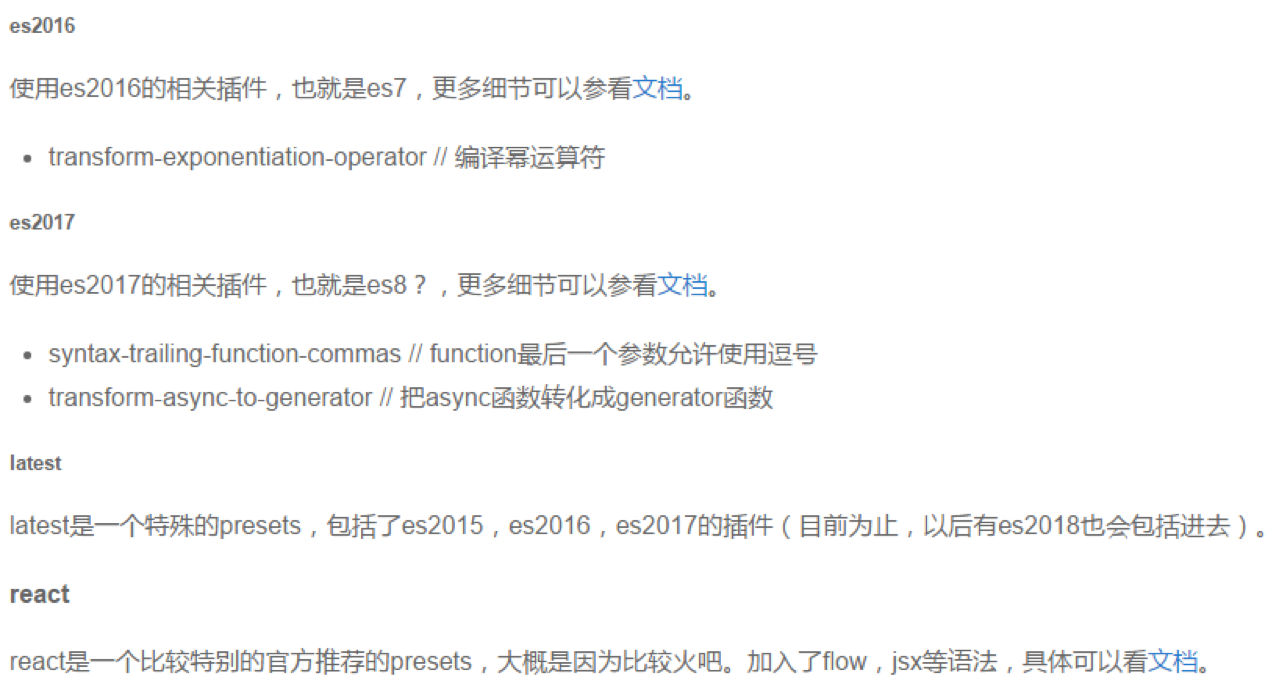 es2016
使用es2016的相关插件，也就是es7，更多细节可以参看文档。
• transform-exponentiation-operator // 编译幂运算符
es2017
使用es2017的相关插件，也就是es8？，更多细节可以参看文档。
• syntax-trailing-function-commas // function最后一个参数允许使用逗号
• transform-async-to-generator // 把async函数转化成generator函数
latest
latest是一个特殊的presets，包括了es2015，es2016，es2017的插件（目前为止，以后有es2018也会包括进去）。
react
react是一个比较特别的官方推荐的presets，大概是因为比较火吧。加入了flow，jsx等语法，具体可以看文档。